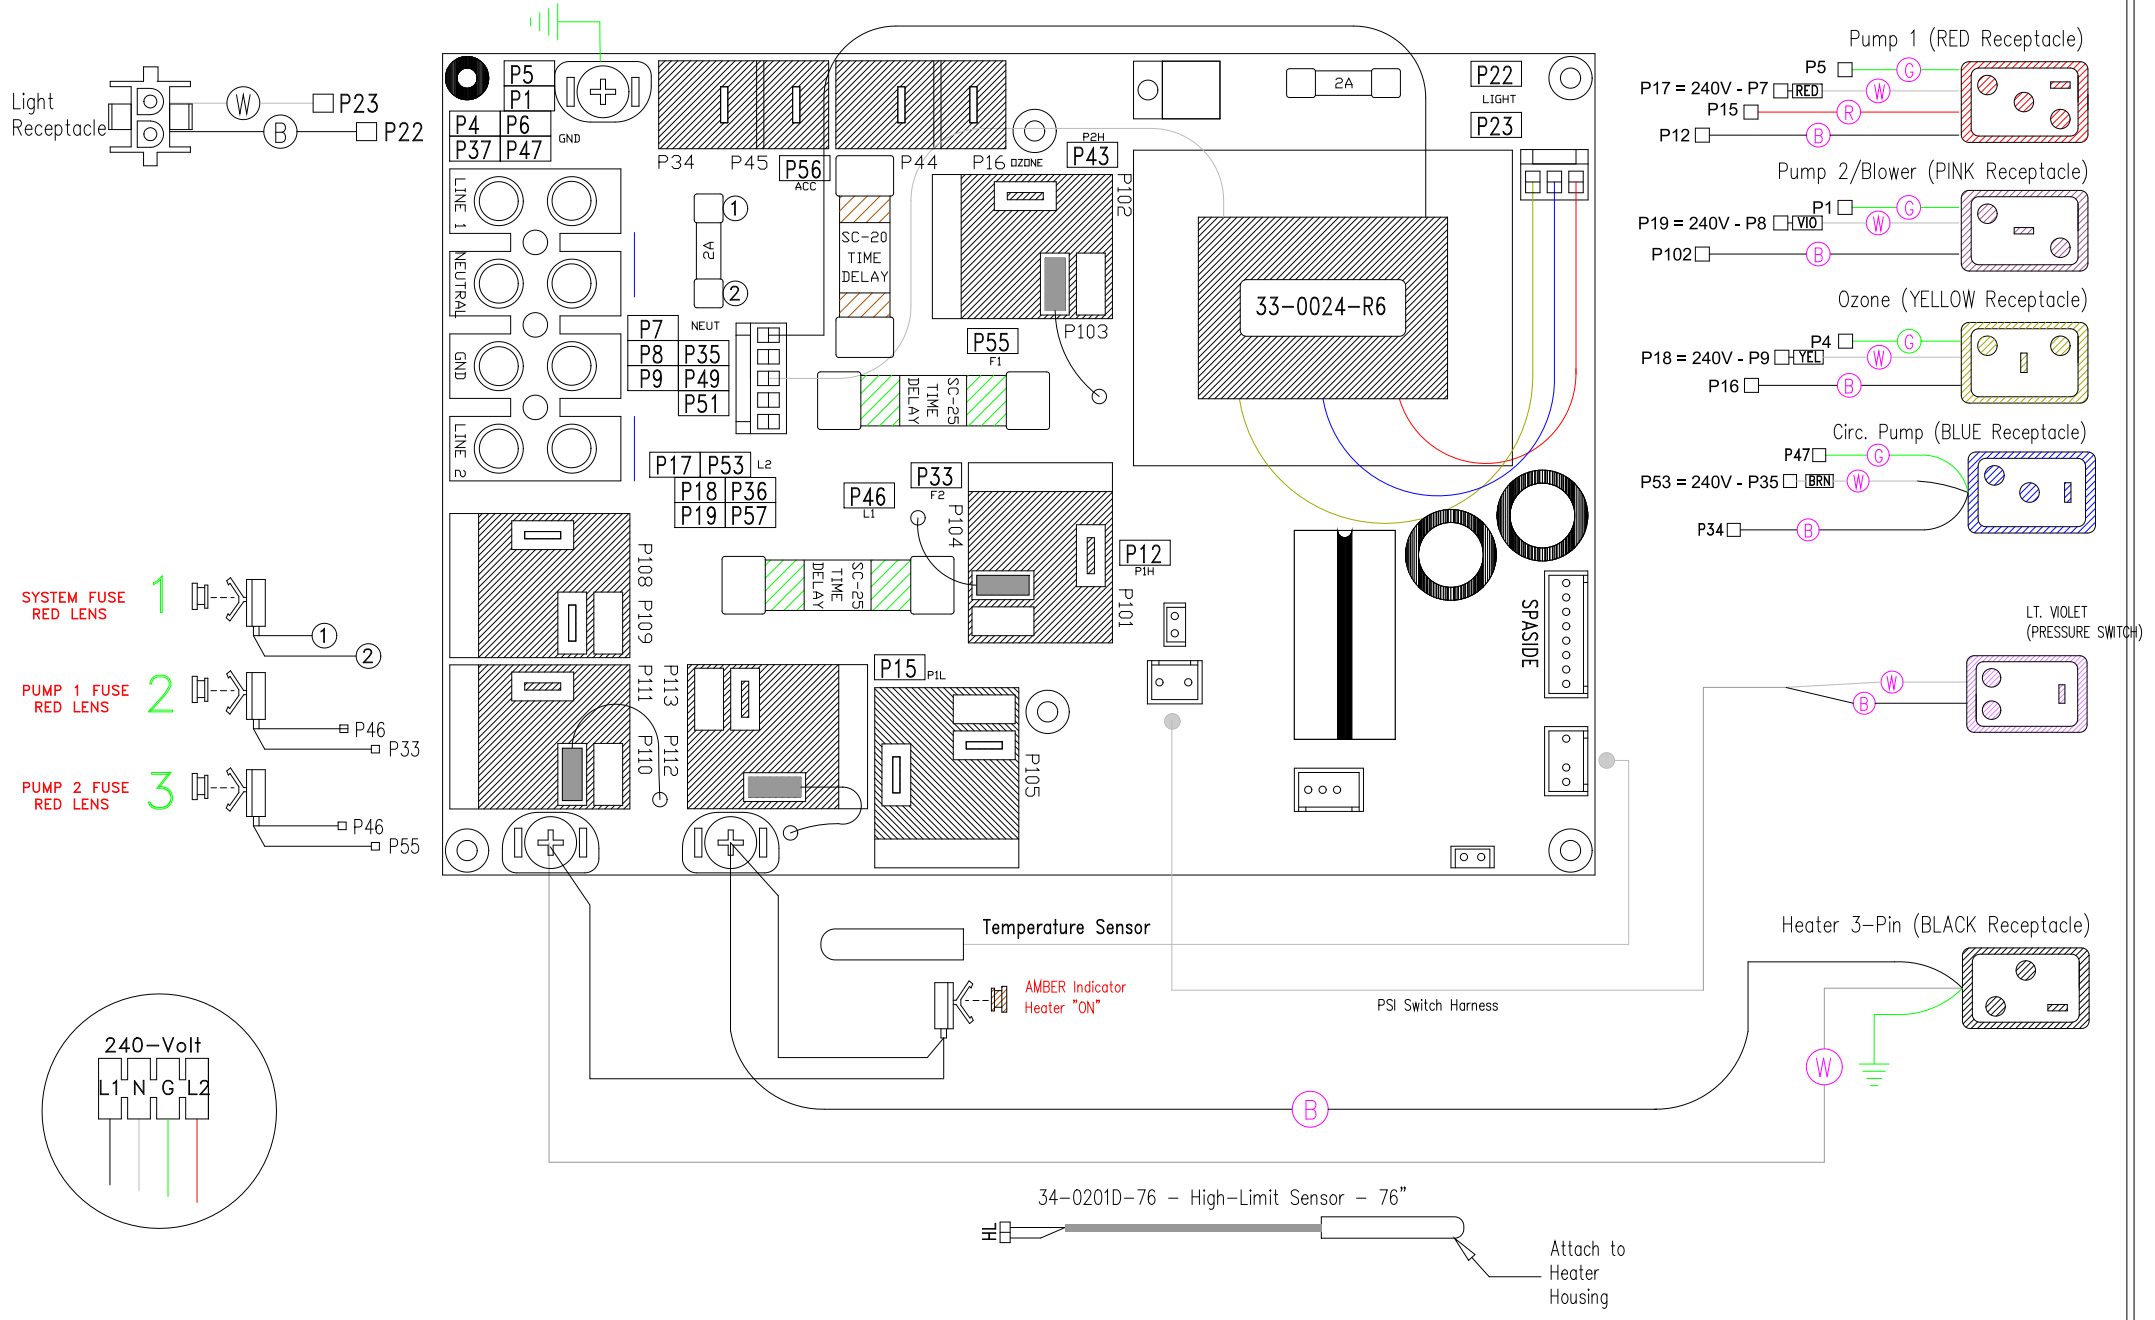 Light
Receptacle
W
P23
B
P22
P5
P1
P4 P6
P37 P47
GND
LINE 1
NEUTRAL
GND
LINE 2
P34
P45
P44
P16
OZONE
P56
ACC
P2H
P43
P102
P103
1
2A
2
SC-20
TIME
DELAY
NEUT
P7
P8 P35
P9 P49
P51
P55
F1
SC-25
TIME
DELAY
2A
P22
LIGHT
P23
33-0024-R6
P17 P53 L2
P18 P36
P19 P57
P46
L1
P33
F2
P104
P12
P1H
P101
SC-25
TIME
DELAY
P108
P109
P111
P110
P113
P112
P15
P1L
P105
SPASIDE
Pump 1 (RED Receptacle)
P5
G
P17 = 240V - P7 RED W
P15
R
P12
B
Pump 2/Blower (PINK Receptacle)
P1
G
P19 = 240V - P8 VIO W
P102
B
Ozone (YELLOW Receptacle)
P4
G
P18 = 240V - P9 YEL W
P16
B
Circ. Pump (BLUE Receptacle)
P47
G
P53 = 240V - P35 BRN W
P34
B
LT. VIOLET
(PRESSURE SWITCH)
W
B
SYSTEM FUSE
RED LENS
1
1
2
PUMP 1 FUSE
RED LENS
2
P46
P33
PUMP 2 FUSE
RED LENS
3
P46
P55
Temperature Sensor
AMBER Indicator
Heater "ON"
PSI Switch Harness
Heater 3-Pin (BLACK Receptacle)
W
B
240-Volt
L1 N G L2
34-0201D-76 - High-Limit Sensor - 76"
HL
Attach to
Heater
Housing